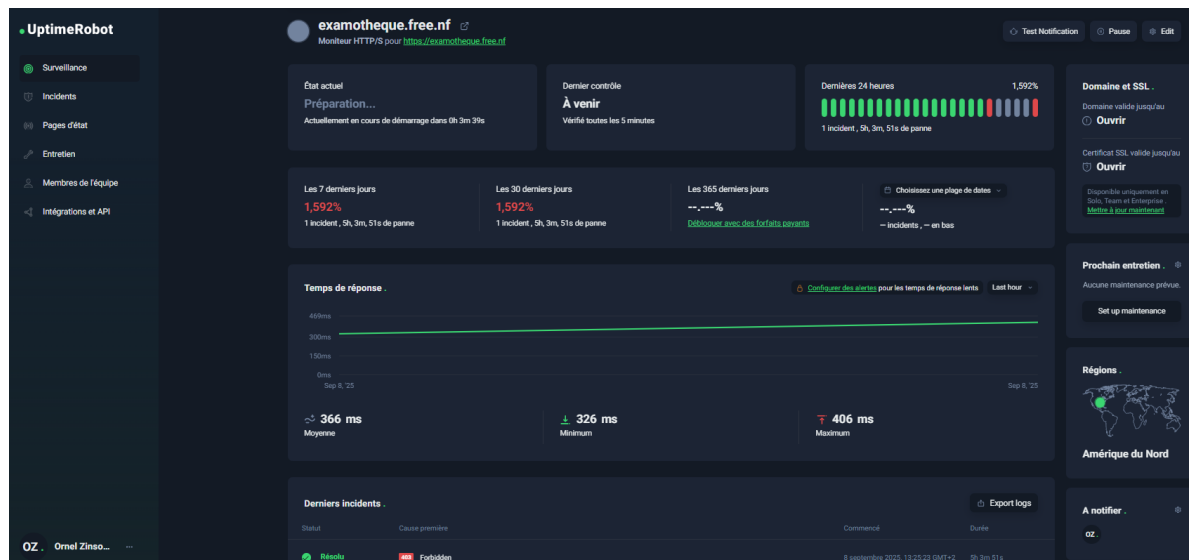 UptimeRobot
Surveillance
Incidents
Pages d'état
Entretien
Membres de l'équipe
Intégrations et API
OZ. Ornel Zinso... ...
examotheque.free.nf
Moniteur HTTP/S pour https://examotheque.free.nf
Test Notification
Pause
Edit
État actuel
Préparation...
Actuellement en cours de démarrage dans 0h 3m 39s
Dernier contrôle
À venir
Vérifié toutes les 5 minutes
Dernières 24 heures 1,592%
1 incident , 5h, 3m, 51s de panne
Les 7 derniers jours
1,592%
1 incident , 5h, 3m, 51s de panne
Les 30 derniers jours
1,592%
1 incident , 5h, 3m, 51s de panne
Les 365 derniers jours
--.---%
Débloquer avec des forfaits payants
Choisissez une plage de dates
--.---%
– incidents , – en bas
Temps de réponse .
Configurer des alertes pour les temps de réponse lents
Last hour
469ms
300ms
150ms
0ms
Sep 8, '25 Sep 8, '25
366 ms
Moyenne
326 ms
Minimum
406 ms
Maximum
Derniers incidents .
Export logs
Statut Cause première Commencé Durée
Résolu 403 Forbidden 8 septembre 2025, 13:25:23 GMT+2 5h 3m 51s
Domaine et SSL .
Domaine valide jusqu'au
Ouvrir
Certificat SSL valide jusqu'au
Ouvrir
Disponible uniquement en
Solo, Team et Enterprise .
Mettre à jour maintenant
Prochain entretien .
Aucune maintenance prévue.
Set up maintenance
Régions .
Amérique du Nord
A notifier .
OZ.